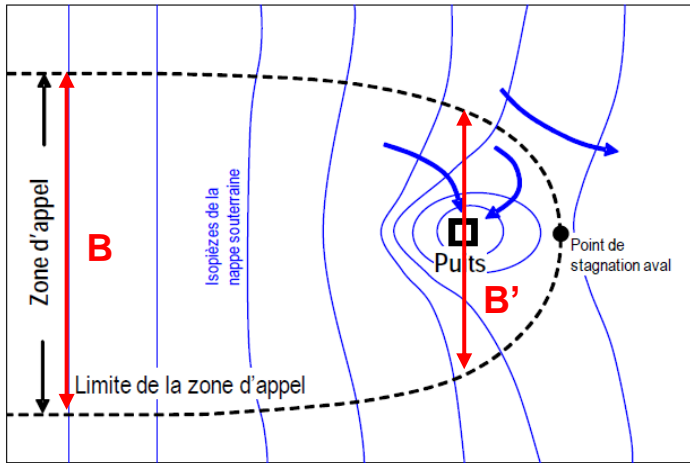 Zone d'appel
B
Isopièzes de la
nappe souterraine
Puits
B’
Point de
stagnation aval
Limite de la zone d'appel